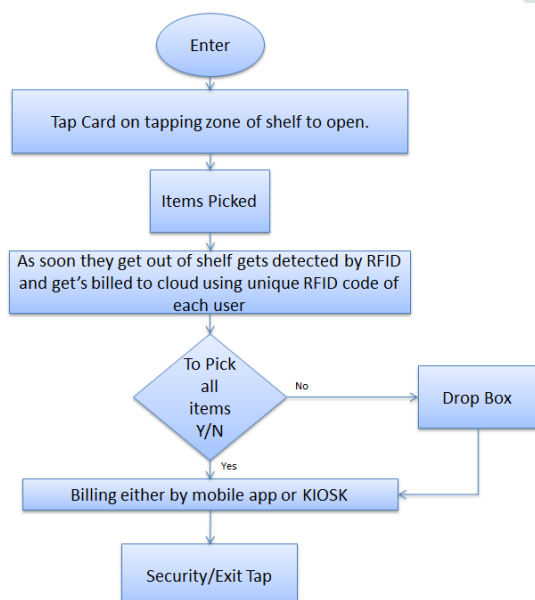 Enter
Tap Card on tapping zone of shelf to open.
Items Picked
As soon they get out of shelf gets detected by RFID
and get's billed to cloud using unique RFID code of
each user
To Pick
all
items
Y/N
No
Drop Box
Yes
Billing either by mobile app or KIOSK
Security/Exit Tap